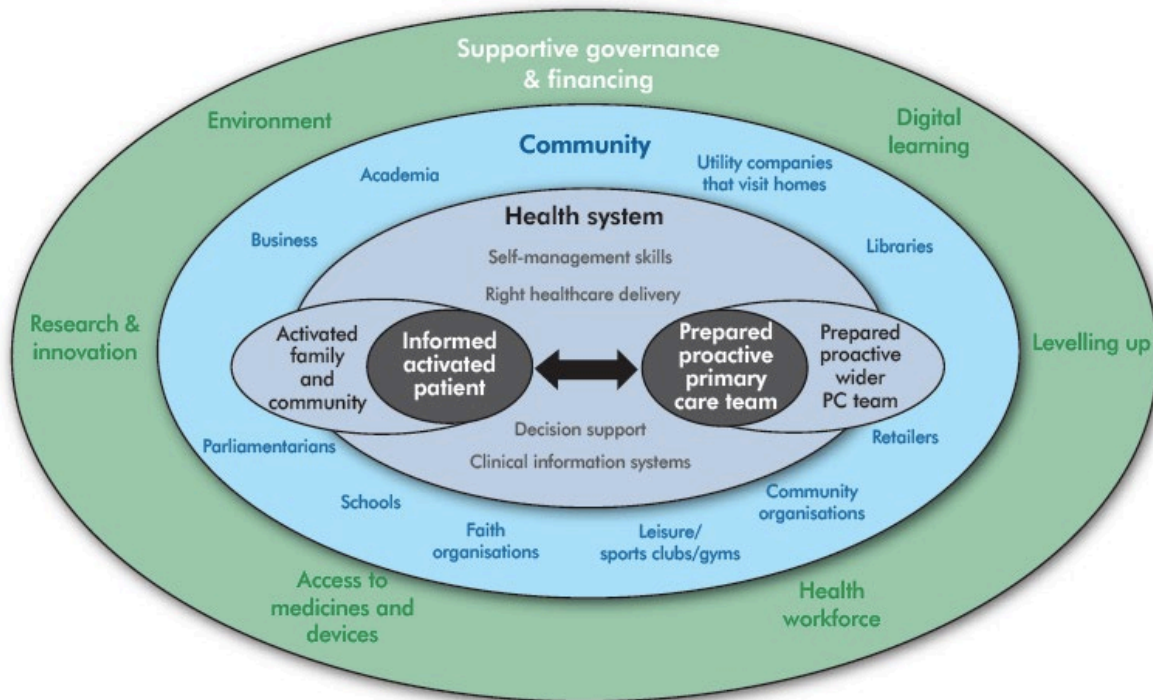 Supportive governance
& financing
Environment
Digital
learning
Community
Academia
Utility companies
that visit homes
Health system
Business
Libraries
Self-management skills
Right healthcare delivery
Research &
innovation
Activated
family
and
community
Informed
activated
patient
Prepared
proactive
primary
care team
Prepared
proactive
wider
PC team
Levelling up
Decision support
Clinical information systems
Parliamentarians
Retailers
Schools
Community
organisations
Faith
organisations
Leisure/
sports clubs/gyms
Access to
medicines and
devices
Health
workforce